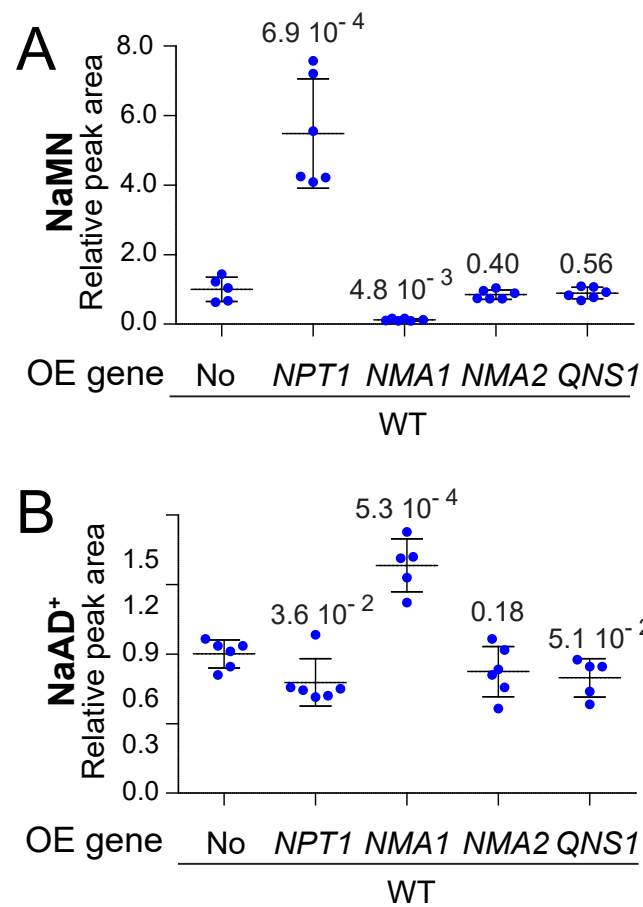 A
NaMN
Relative peak area
8.0
6.0
4.0
2.0
0.0
6.9 10⁻⁴
4.8 10⁻³
0.40
0.56
OE gene No NPT1 NMA1 NMA2 QNS1
WT
B
NaAD⁺
Relative peak area
1.5
1.2
0.9
0.6
0.3
0.0
3.6 10⁻²
5.3 10⁻⁴
0.18
5.1 10⁻²
OE gene No NPT1 NMA1 NMA2 QNS1
WT